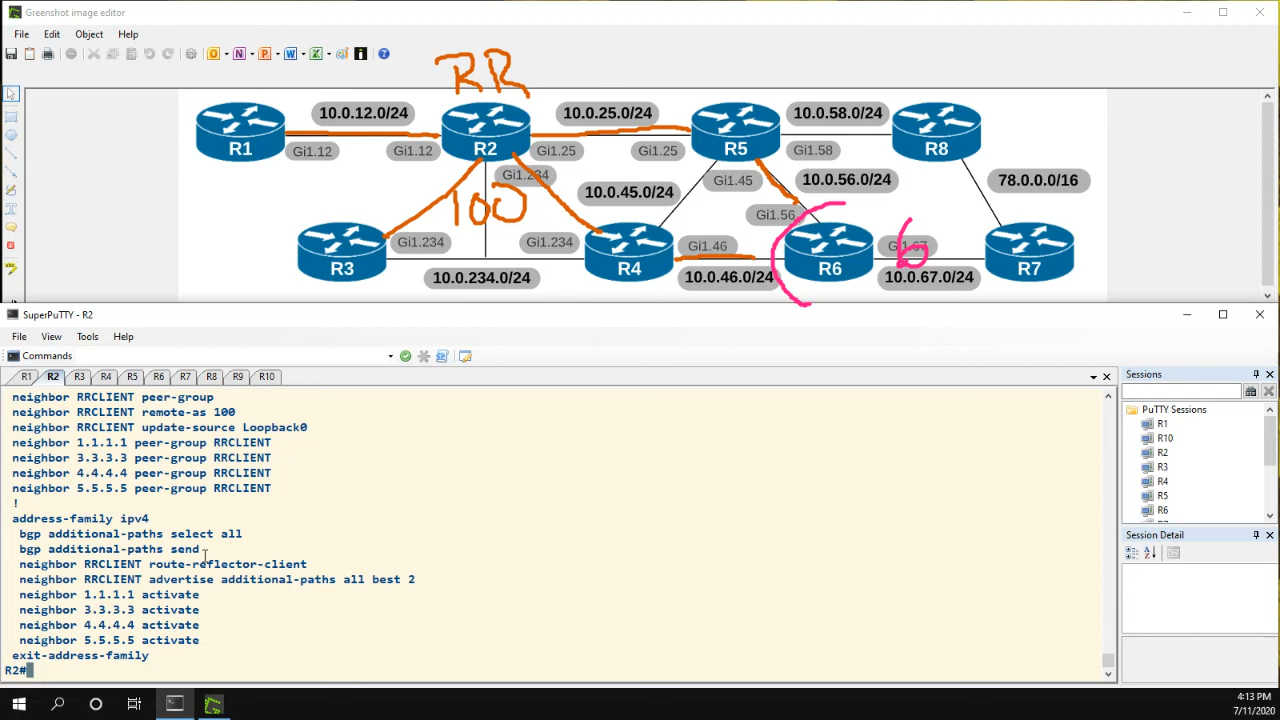 Greenshot image editor
File Edit Object Help
RR
10.0.12.0/24 10.0.25.0/24 10.0.58.0/24
R1 R2 R5 R8
Gi1.12 Gi1.12 Gi1.25 Gi1.25 Gi1.58
Gi1.234 Gi1.45 10.0.56.0/24 78.0.0.0/16
10.0.45.0/24
100 Gi1.56
6
Gi1.234 Gi1.234 Gi1.46 Gi1.67
R3 R4 R6 R7
10.0.234.0/24 10.0.46.0/24 10.0.67.0/24
SuperPuTTY - R2
File View Tools Help
Commands
R1 R2 R3 R4 R5 R6 R7 R8 R9 R10
neighbor RRCLIENT peer-group
neighbor RRCLIENT remote-as 100
neighbor RRCLIENT update-source Loopback0
neighbor 1.1.1.1 peer-group RRCLIENT
neighbor 3.3.3.3 peer-group RRCLIENT
neighbor 4.4.4.4 peer-group RRCLIENT
neighbor 5.5.5.5 peer-group RRCLIENT
!
address-family ipv4
bgp additional-paths select all
bgp additional-paths send
neighbor RRCLIENT route-reflector-client
neighbor RRCLIENT advertise additional-paths all best 2
neighbor 1.1.1.1 activate
neighbor 3.3.3.3 activate
neighbor 4.4.4.4 activate
neighbor 5.5.5.5 activate
exit-address-family
R2#
Sessions
PuTTY Sessions
R1
R10
R2
R3
R4
R5
R6
Session Detail
4:13 PM
7/11/2020